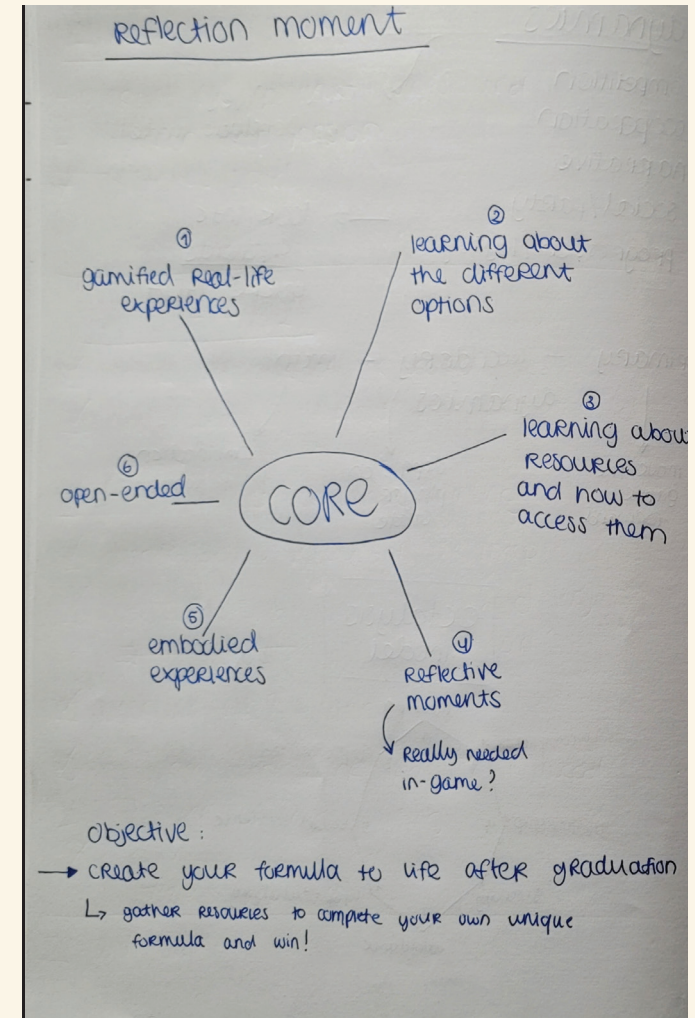 Reflection moment
①
gamified Real-life
experiences
②
learning about
the different
options
③
learning abou
Resources
and how to
access them
⑥
open-ended
CORE
⑤
embodied
experiences
④
Reflective
moments
Really needed
in-game?
Objective:
→ create your formula to life after graduation
↳ gather resources to complete your own unique
formula and win!